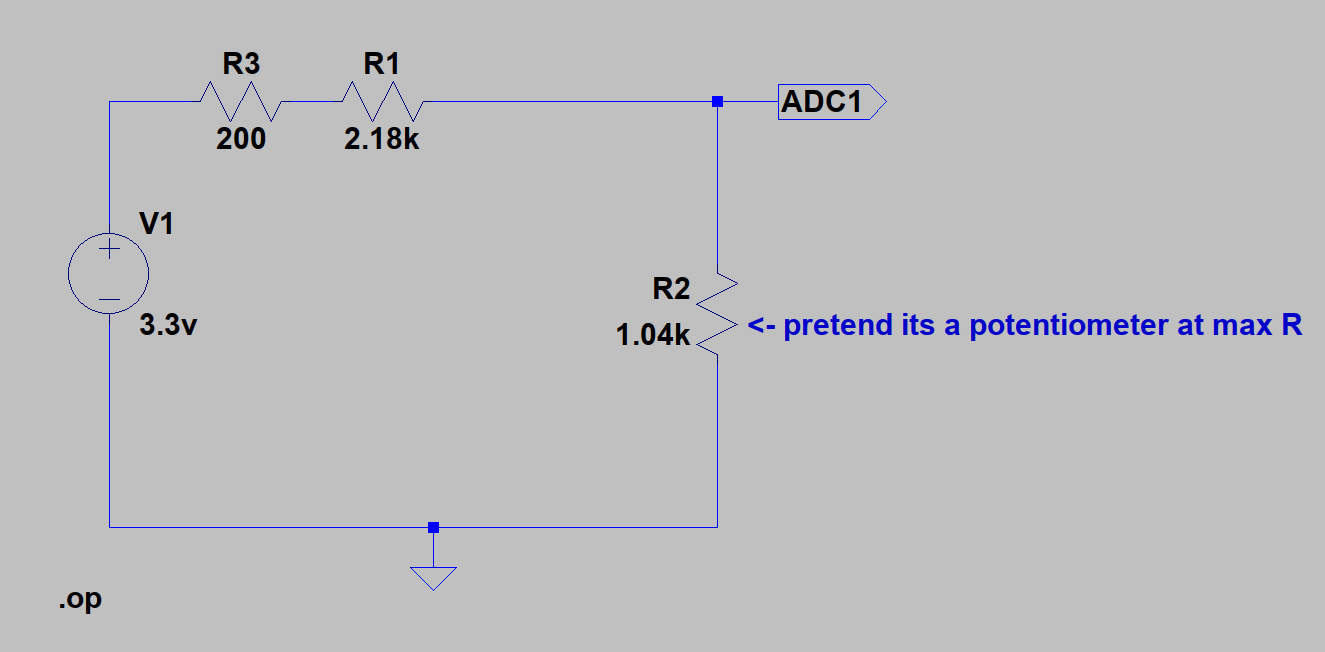 R3
R1
200
2.18k
ADC1
V1
+
−
3.3v
R2
1.04k
<- pretend its a potentiometer at max R
.op